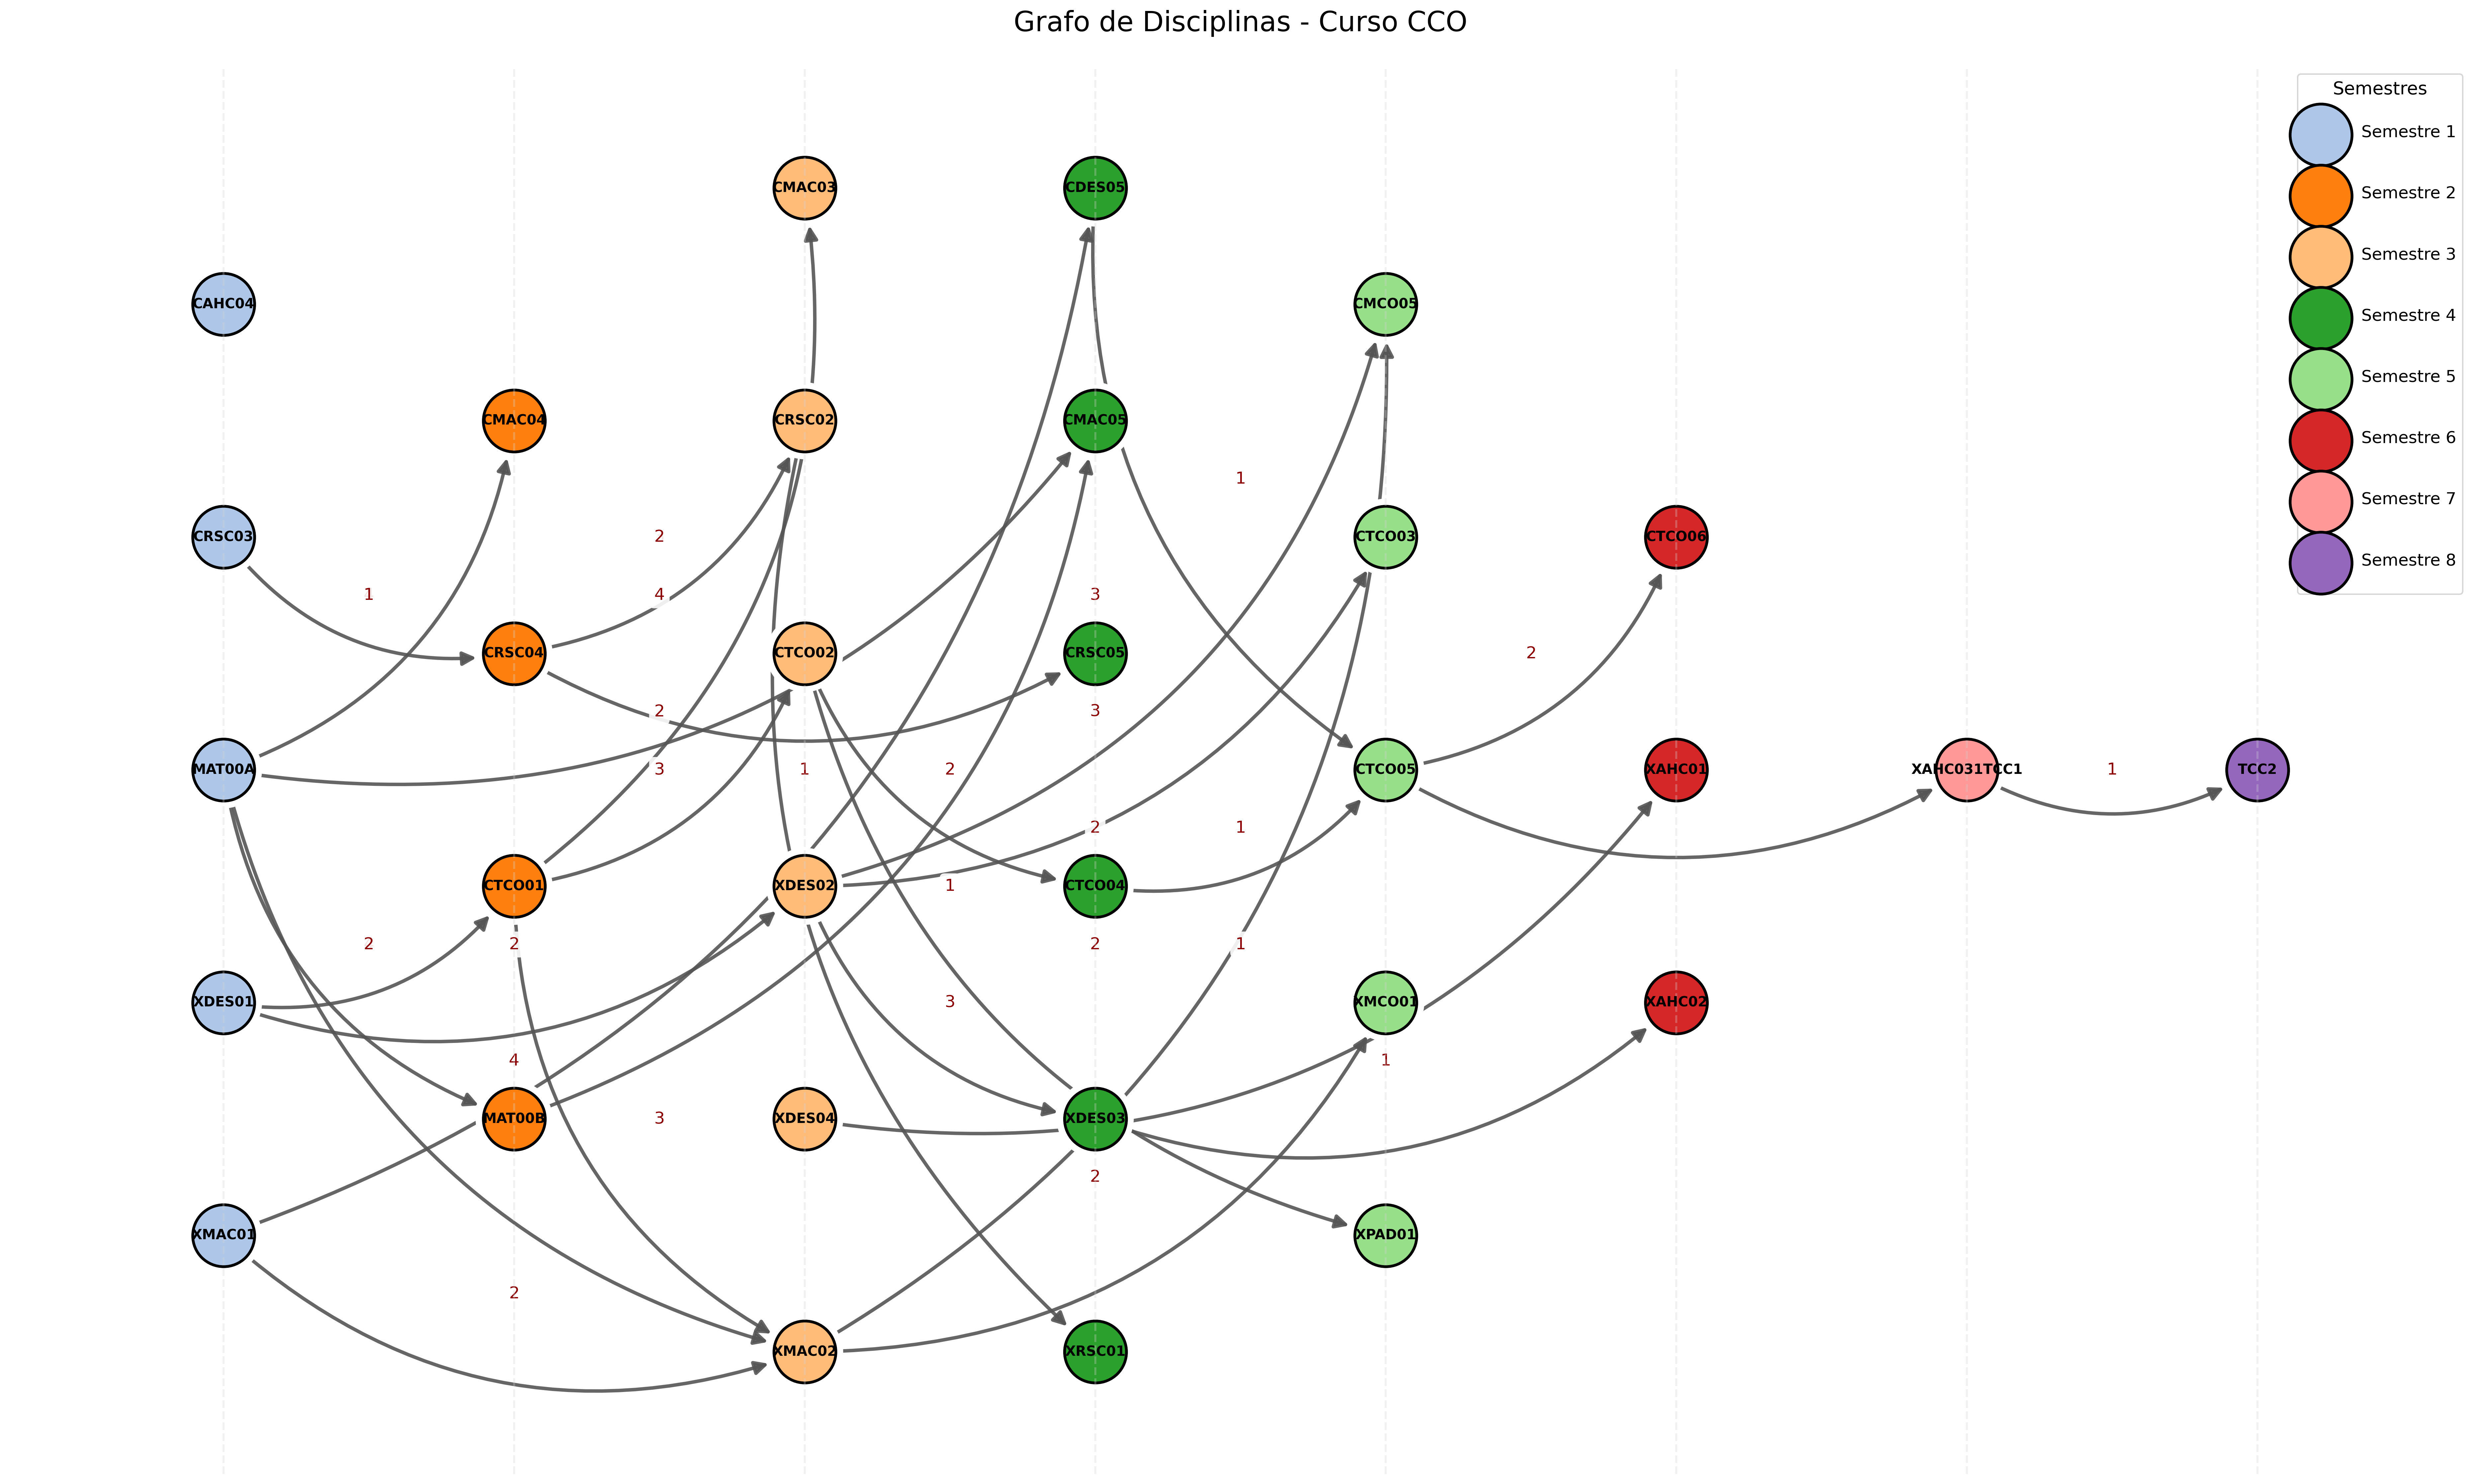 Grafo de Disciplinas - Curso CCO
Semestres
Semestre 1
Semestre 2
Semestre 3
Semestre 4
Semestre 5
Semestre 6
Semestre 7
Semestre 8
CMAC03
CDES05
CAHC04
CMCO05
CMAC04
CRSC02
CMAC05
1
CRSC03
2
CTCO03
CTCO06
1
4
3
CRSC04
CTCO02
CRSC05
2
2
3
MAT00A
3
1
2
CTCO05
XAHC01
XAHC031TCC1
1
TCC2
2
1
CTCO01
XDES02
1
CTCO04
2
2
2
1
XDES01
3
XMCO01
XAHC02
4
1
MAT00B
3
XDES04
XDES03
2
XMAC01
XPAD01
2
XMAC02
XRSC01